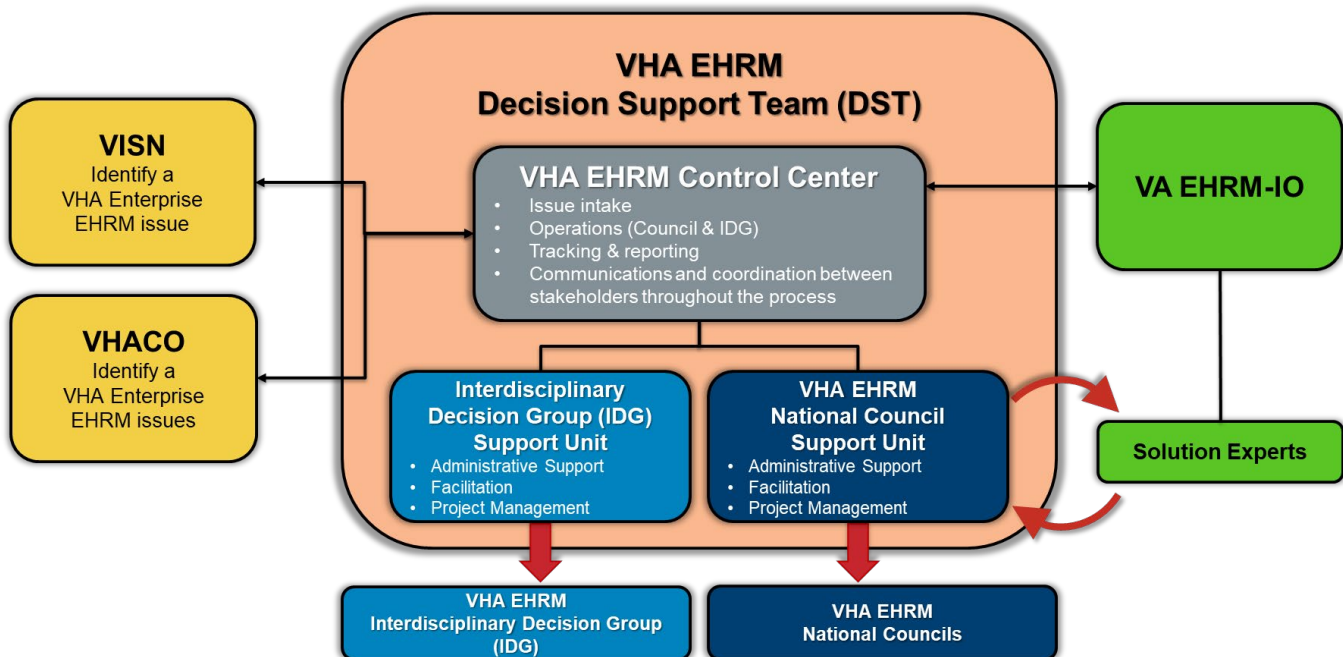 VHA EHRM
Decision Support Team (DST)
VISN
Identify a
VHA Enterprise
EHRM issue
VHACO
Identify a
VHA Enterprise
EHRM issues
VHA EHRM Control Center
• Issue intake
• Operations (Council & IDG)
• Tracking & reporting
• Communications and coordination between
stakeholders throughout the process
VA EHRM-IO
Interdisciplinary
Decision Group (IDG)
Support Unit
• Administrative Support
• Facilitation
• Project Management
VHA EHRM
National Council
Support Unit
• Administrative Support
• Facilitation
• Project Management
Solution Experts
VHA EHRM
Interdisciplinary Decision Group
(IDG)
VHA EHRM
National Councils